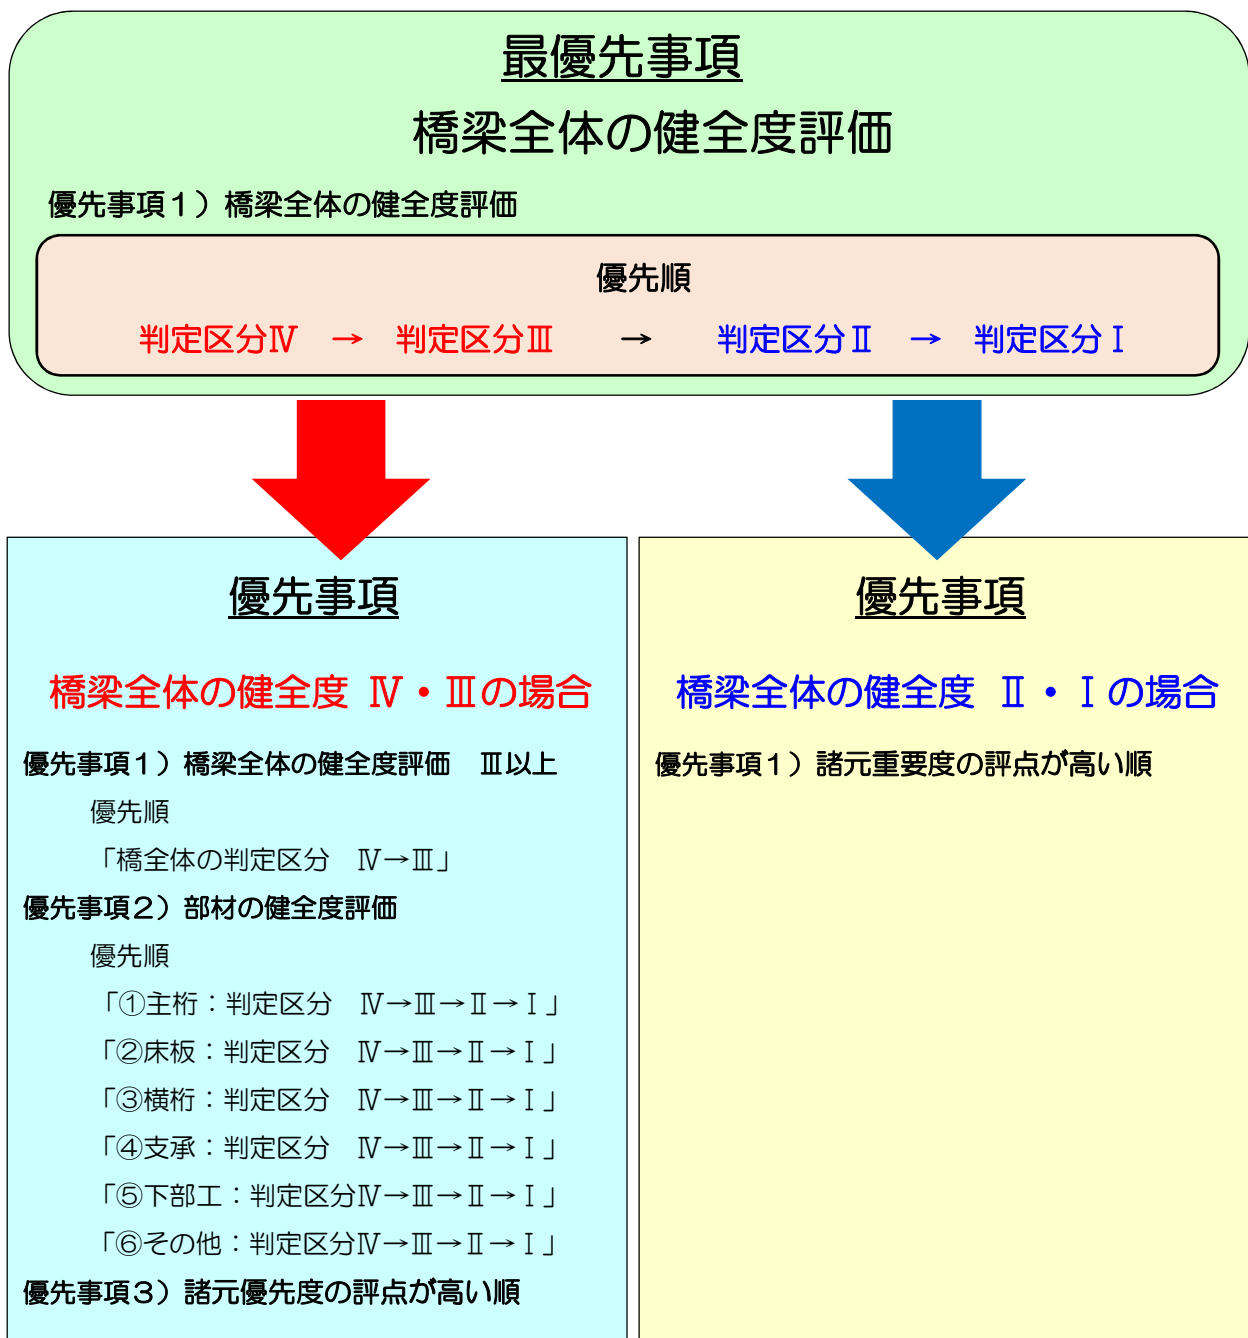 最優先事項
橋梁全体の健全度評価
優先事項１）橋梁全体の健全度評価
優先順
判定区分Ⅳ → 判定区分Ⅲ → 判定区分Ⅱ → 判定区分Ⅰ
優先事項
橋梁全体の健全度 Ⅳ・Ⅲの場合
優先事項１）橋梁全体の健全度評価　Ⅲ以上
優先順
「橋全体の判定区分　Ⅳ→Ⅲ」
優先事項２）部材の健全度評価
優先順
「①主桁：判定区分　Ⅳ→Ⅲ→Ⅱ→Ⅰ」
「②床板：判定区分　Ⅳ→Ⅲ→Ⅱ→Ⅰ」
「③横桁：判定区分　Ⅳ→Ⅲ→Ⅱ→Ⅰ」
「④支承：判定区分　Ⅳ→Ⅲ→Ⅱ→Ⅰ」
「⑤下部工：判定区分Ⅳ→Ⅲ→Ⅱ→Ⅰ」
「⑥その他：判定区分Ⅳ→Ⅲ→Ⅱ→Ⅰ」
優先事項３）諸元優先度の評点が高い順
優先事項
橋梁全体の健全度 Ⅱ・Ⅰの場合
優先事項１）諸元重要度の評点が高い順